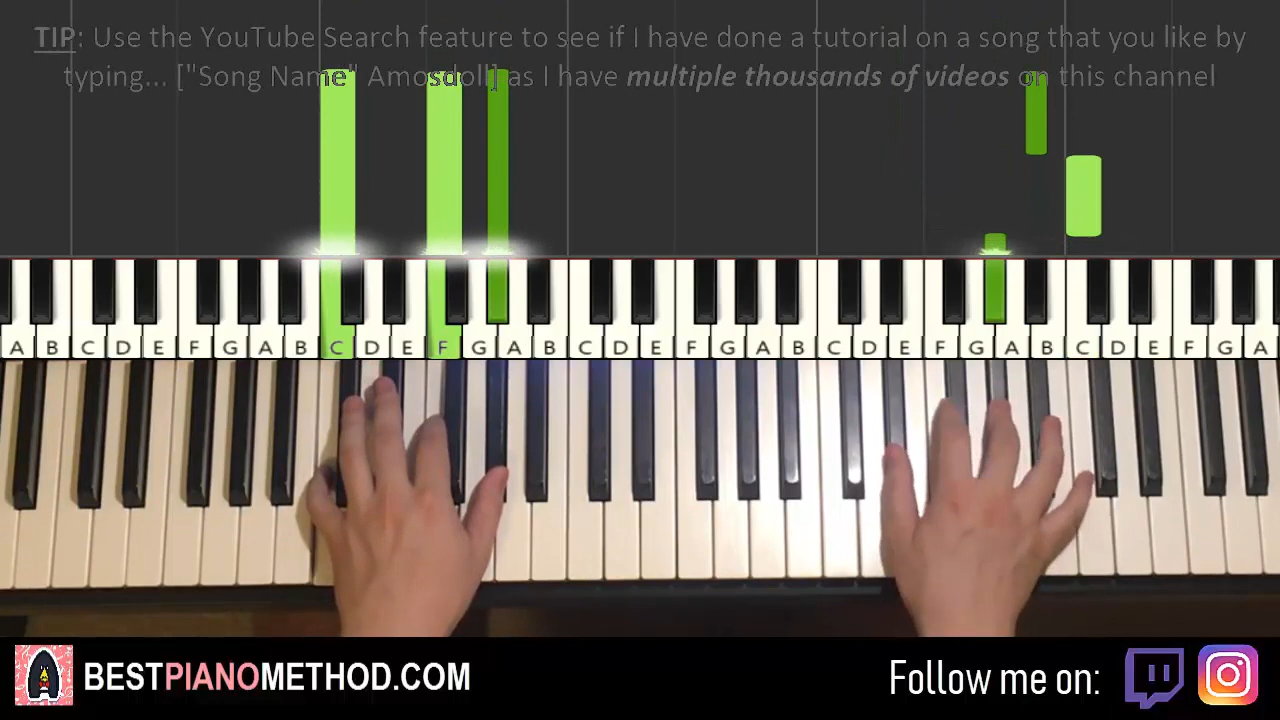 TIP: Use the YouTube Search feature to see if I have done a tutorial on a song that you like by
typing... ["Song Name" Amosdoll] as I have multiple thousands of videos on this channel
A B C D E F G A B C D E F G A B C D E F G A B C D E F G A B C D E F G A
BESTPIANOMETHOD.COM
Follow me on: